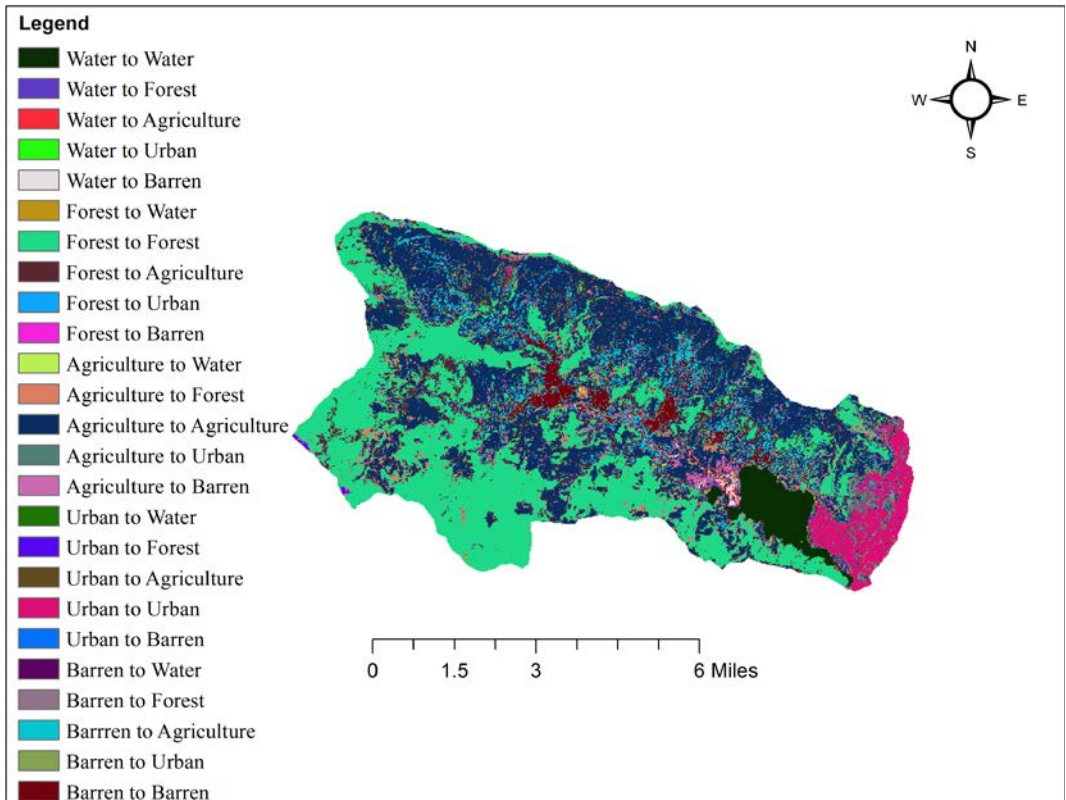 Legend
Water to Water
Water to Forest
Water to Agriculture
Water to Urban
Water to Barren
Forest to Water
Forest to Forest
Forest to Agriculture
Forest to Urban
Forest to Barren
Agriculture to Water
Agriculture to Forest
Agriculture to Agriculture
Agriculture to Urban
Agriculture to Barren
Urban to Water
Urban to Forest
Urban to Agriculture
Urban to Urban
Urban to Barren
Barren to Water
Barren to Forest
Barrren to Agriculture
Barren to Urban
Barren to Barren
N
W E
S
0 1.5 3 6 Miles